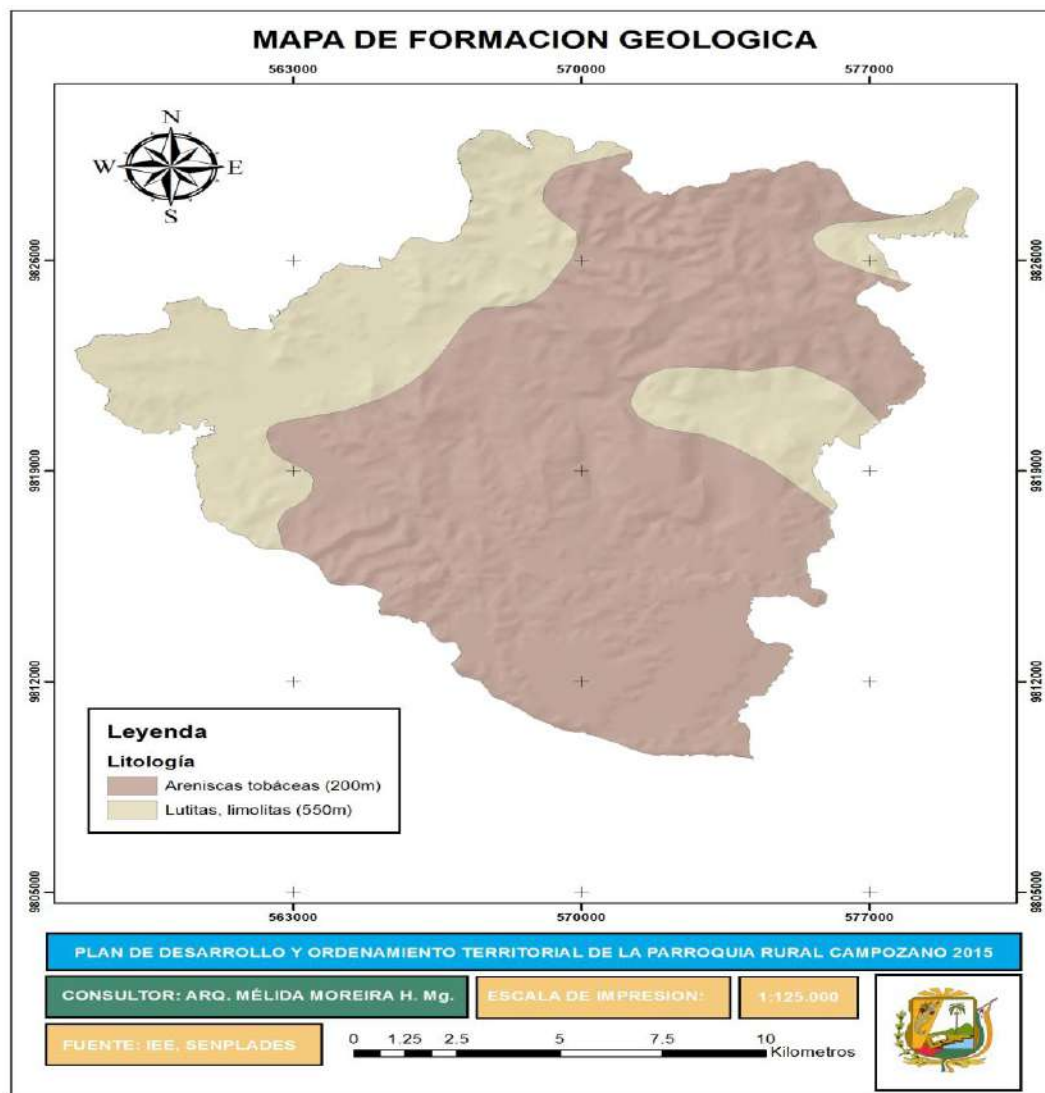 MAPA DE FORMACION GEOLOGICA
563000 570000 577000
N
W E
S
9826000 9826000
9819000 9819000
9812000 9812000
9805000 9805000
Leyenda
Litología
Areniscas tobáceas (200m)
Lutitas, limolitas (550m)
563000 570000 577000
PLAN DE DESARROLLO Y ORDENAMIENTO TERRITORIAL DE LA PARROQUIA RURAL CAMPOZANO 2015
CONSULTOR: ARQ. MÉLIDA MOREIRA H. Mg. ESCALA DE IMPRESION: 1:125.000
FUENTE: IEE, SENPLADES
0 1.25 2.5 5 7.5 10
Kilometros